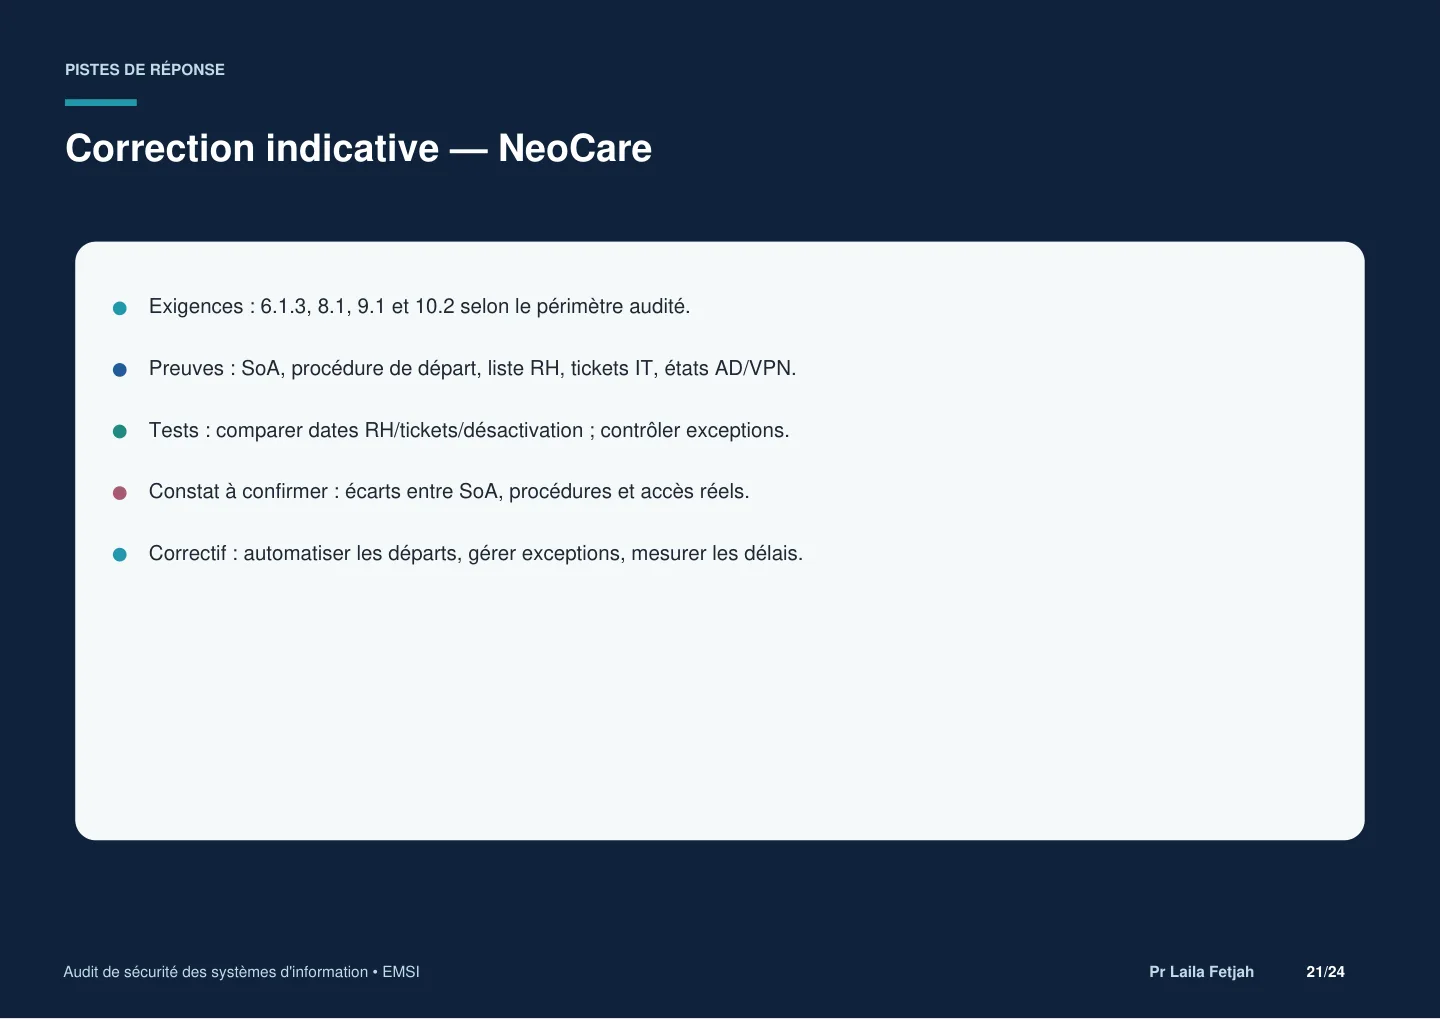 PISTES DE RÉPONSE
Correction indicative — NeoCare
Exigences : 6.1.3, 8.1, 9.1 et 10.2 selon le périmètre audité.
Preuves : SoA, procédure de départ, liste RH, tickets IT, états AD/VPN.
Tests : comparer dates RH/tickets/désactivation ; contrôler exceptions.
Constat à confirmer : écarts entre SoA, procédures et accès réels.
Correctif : automatiser les départs, gérer exceptions, mesurer les délais.
Audit de sécurité des systèmes d'information • EMSI
Pr Laila Fetjah
21/24